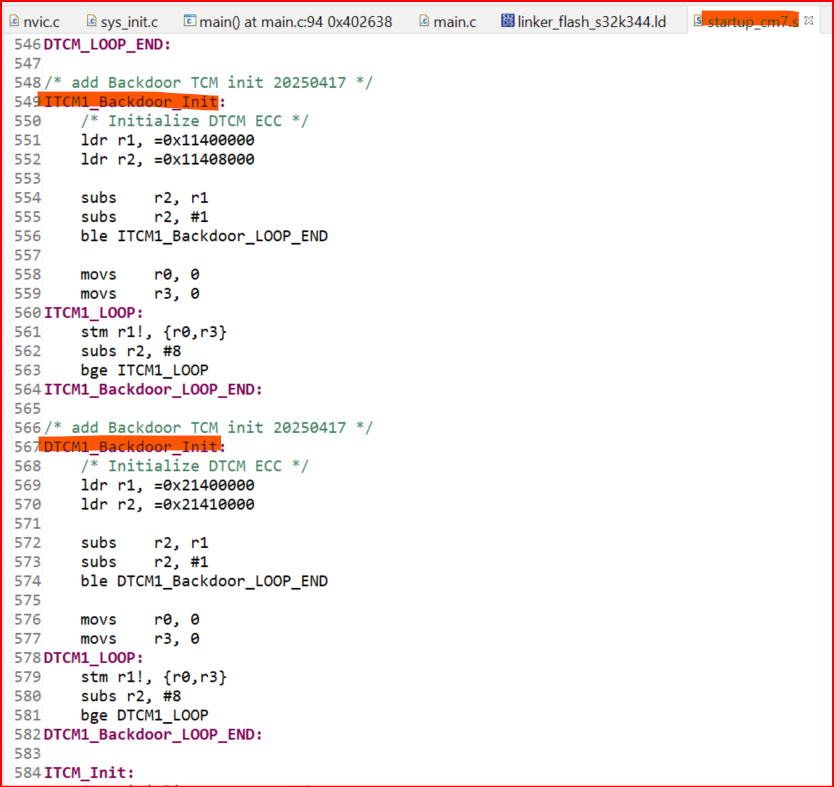 nvic.c sys_init.c main() at main.c:94 0x402638 main.c linker_flash_s32k344.ld startup_cm7.s
546 DTCM_LOOP_END:
547
548 /* add Backdoor TCM init 20250417 */
549 ITCM1_Backdoor_Init:
550 /* Initialize DTCM ECC */
551 ldr r1, =0x11400000
552 ldr r2, =0x11408000
553
554 subs r2, r1
555 subs r2, #1
556 ble ITCM1_Backdoor_LOOP_END
557
558 movs r0, 0
559 movs r3, 0
560 ITCM1_LOOP:
561 stm r1!, {r0,r3}
562 subs r2, #8
563 bge ITCM1_LOOP
564 ITCM1_Backdoor_LOOP_END:
565
566 /* add Backdoor TCM init 20250417 */
567 DTCM1_Backdoor_Init:
568 /* Initialize DTCM ECC */
569 ldr r1, =0x21400000
570 ldr r2, =0x21410000
571
572 subs r2, r1
573 subs r2, #1
574 ble DTCM1_Backdoor_LOOP_END
575
576 movs r0, 0
577 movs r3, 0
578 DTCM1_LOOP:
579 stm r1!, {r0,r3}
580 subs r2, #8
581 bge DTCM1_LOOP
582 DTCM1_Backdoor_LOOP_END:
583
584 ITCM_Init: